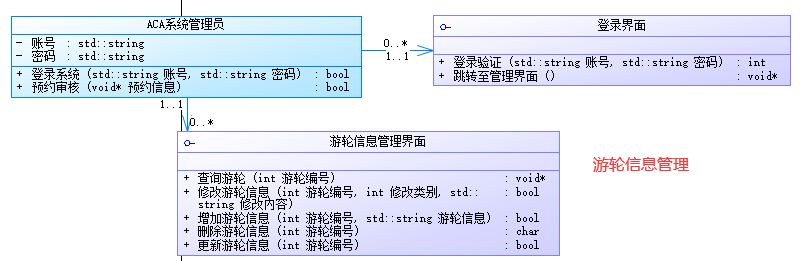 ACA系统管理员
- 账号 : std::string
- 密码 : std::string
+ 登录系统 (std::string 账号, std::string 密码) : bool
+ 预约审核 (void* 预约信息) : bool
0..*
1..1
登录界面
+ 登录验证 (std::string 账号, std::string 密码) : int
+ 跳转至管理界面 () : void*
1..1
0..*
游轮信息管理界面
+ 查询游轮 (int 游轮编号) : void*
+ 修改游轮信息 (int 游轮编号, int 修改类别, std:: : bool
string 修改内容)
+ 增加游轮信息 (int 游轮编号, std::string 游轮信息) : bool
+ 删除游轮信息 (int 游轮编号) : char
+ 更新游轮信息 (int 游轮编号) : bool
游轮信息管理